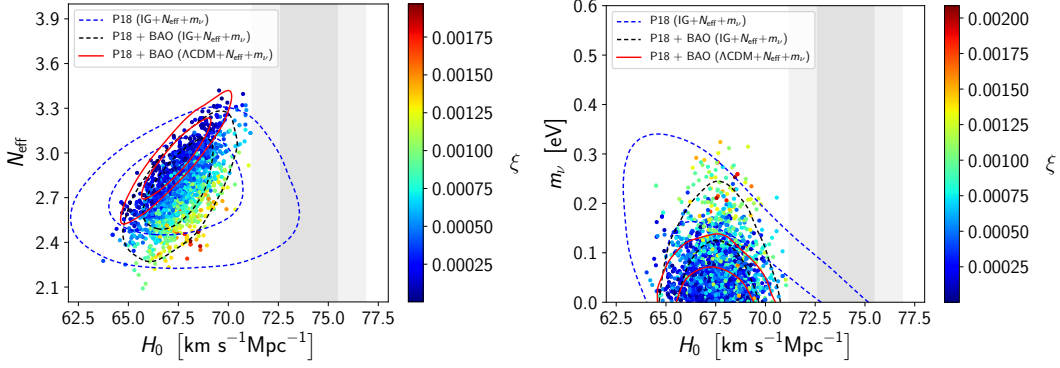 P18 (IG+N_eff+m_ν)
P18 + BAO (IG+N_eff+m_ν)
P18 + BAO (ΛCDM+N_eff+m_ν)
3.9
3.6
3.3
3.0
2.7
2.4
2.1
N_eff
62.5 65.0 67.5 70.0 72.5 75.0 77.5
H_0 [km s^−1 Mpc^−1]
0.00175
0.00150
0.00125
0.00100
0.00075
0.00050
0.00025
ξ
P18 (IG+N_eff+m_ν)
P18 + BAO (IG+N_eff+m_ν)
P18 + BAO (ΛCDM+N_eff+m_ν)
0.6
0.5
0.4
0.3
0.2
0.1
0.0
m_ν [eV]
62.5 65.0 67.5 70.0 72.5 75.0 77.5
H_0 [km s^−1 Mpc^−1]
0.00200
0.00175
0.00150
0.00125
0.00100
0.00075
0.00050
0.00025
ξ